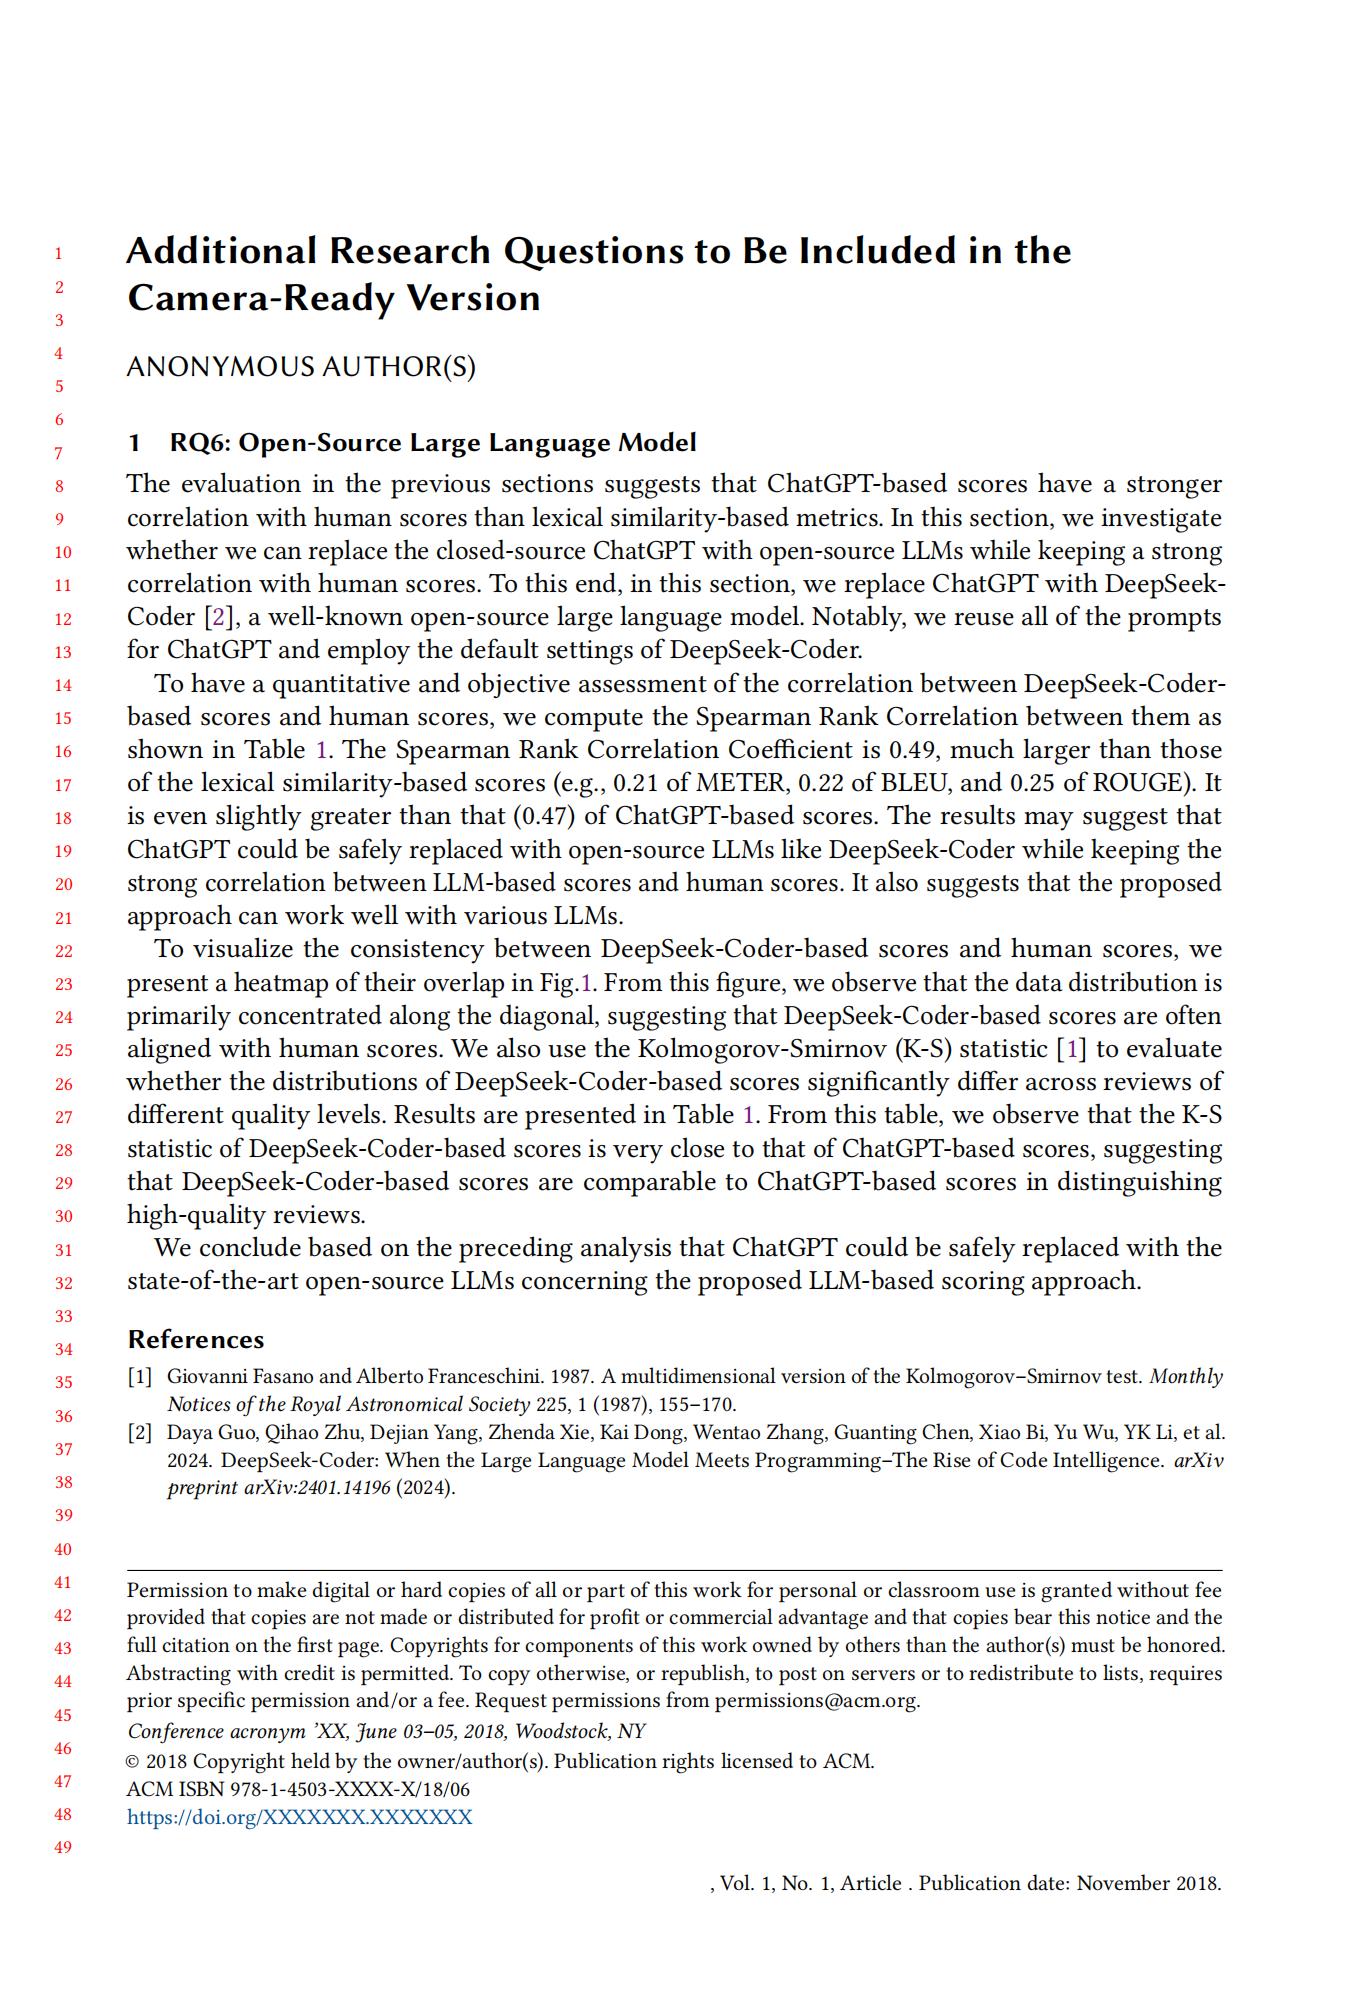 1 Additional Research Questions to Be Included in the
2 Camera-Ready Version
3
4 ANONYMOUS AUTHOR(S)
5
6
7 1 RQ6: Open-Source Large Language Model
8 The evaluation in the previous sections suggests that ChatGPT-based scores have a stronger
9 correlation with human scores than lexical similarity-based metrics. In this section, we investigate
10 whether we can replace the closed-source ChatGPT with open-source LLMs while keeping a strong
11 correlation with human scores. To this end, in this section, we replace ChatGPT with DeepSeek-
12 Coder [2], a well-known open-source large language model. Notably, we reuse all of the prompts
13 for ChatGPT and employ the default settings of DeepSeek-Coder.
14 To have a quantitative and objective assessment of the correlation between DeepSeek-Coder-
15 based scores and human scores, we compute the Spearman Rank Correlation between them as
16 shown in Table 1. The Spearman Rank Correlation Coefficient is 0.49, much larger than those
17 of the lexical similarity-based scores (e.g., 0.21 of METER, 0.22 of BLEU, and 0.25 of ROUGE). It
18 is even slightly greater than that (0.47) of ChatGPT-based scores. The results may suggest that
19 ChatGPT could be safely replaced with open-source LLMs like DeepSeek-Coder while keeping the
20 strong correlation between LLM-based scores and human scores. It also suggests that the proposed
21 approach can work well with various LLMs.
22 To visualize the consistency between DeepSeek-Coder-based scores and human scores, we
23 present a heatmap of their overlap in Fig.1. From this figure, we observe that the data distribution is
24 primarily concentrated along the diagonal, suggesting that DeepSeek-Coder-based scores are often
25 aligned with human scores. We also use the Kolmogorov-Smirnov (K-S) statistic [1] to evaluate
26 whether the distributions of DeepSeek-Coder-based scores significantly differ across reviews of
27 different quality levels. Results are presented in Table 1. From this table, we observe that the K-S
28 statistic of DeepSeek-Coder-based scores is very close to that of ChatGPT-based scores, suggesting
29 that DeepSeek-Coder-based scores are comparable to ChatGPT-based scores in distinguishing
30 high-quality reviews.
31 We conclude based on the preceding analysis that ChatGPT could be safely replaced with the
32 state-of-the-art open-source LLMs concerning the proposed LLM-based scoring approach.
33
34 References
35 [1] Giovanni Fasano and Alberto Franceschini. 1987. A multidimensional version of the Kolmogorov–Smirnov test. Monthly
36 Notices of the Royal Astronomical Society 225, 1 (1987), 155–170.
37 [2] Daya Guo, Qihao Zhu, Dejian Yang, Zhenda Xie, Kai Dong, Wentao Zhang, Guanting Chen, Xiao Bi, Yu Wu, YK Li, et al.
38 2024. DeepSeek-Coder: When the Large Language Model Meets Programming–The Rise of Code Intelligence. arXiv
39 preprint arXiv:2401.14196 (2024).
40
41 Permission to make digital or hard copies of all or part of this work for personal or classroom use is granted without fee
42 provided that copies are not made or distributed for profit or commercial advantage and that copies bear this notice and the
43 full citation on the first page. Copyrights for components of this work owned by others than the author(s) must be honored.
44 Abstracting with credit is permitted. To copy otherwise, or republish, to post on servers or to redistribute to lists, requires
45 prior specific permission and/or a fee. Request permissions from permissions@acm.org.
46 Conference acronym ’XX, June 03–05, 2018, Woodstock, NY
47 © 2018 Copyright held by the owner/author(s). Publication rights licensed to ACM.
48 ACM ISBN 978-1-4503-XXXX-X/18/06
49 https://doi.org/XXXXXXX.XXXXXXX
, Vol. 1, No. 1, Article . Publication date: November 2018.